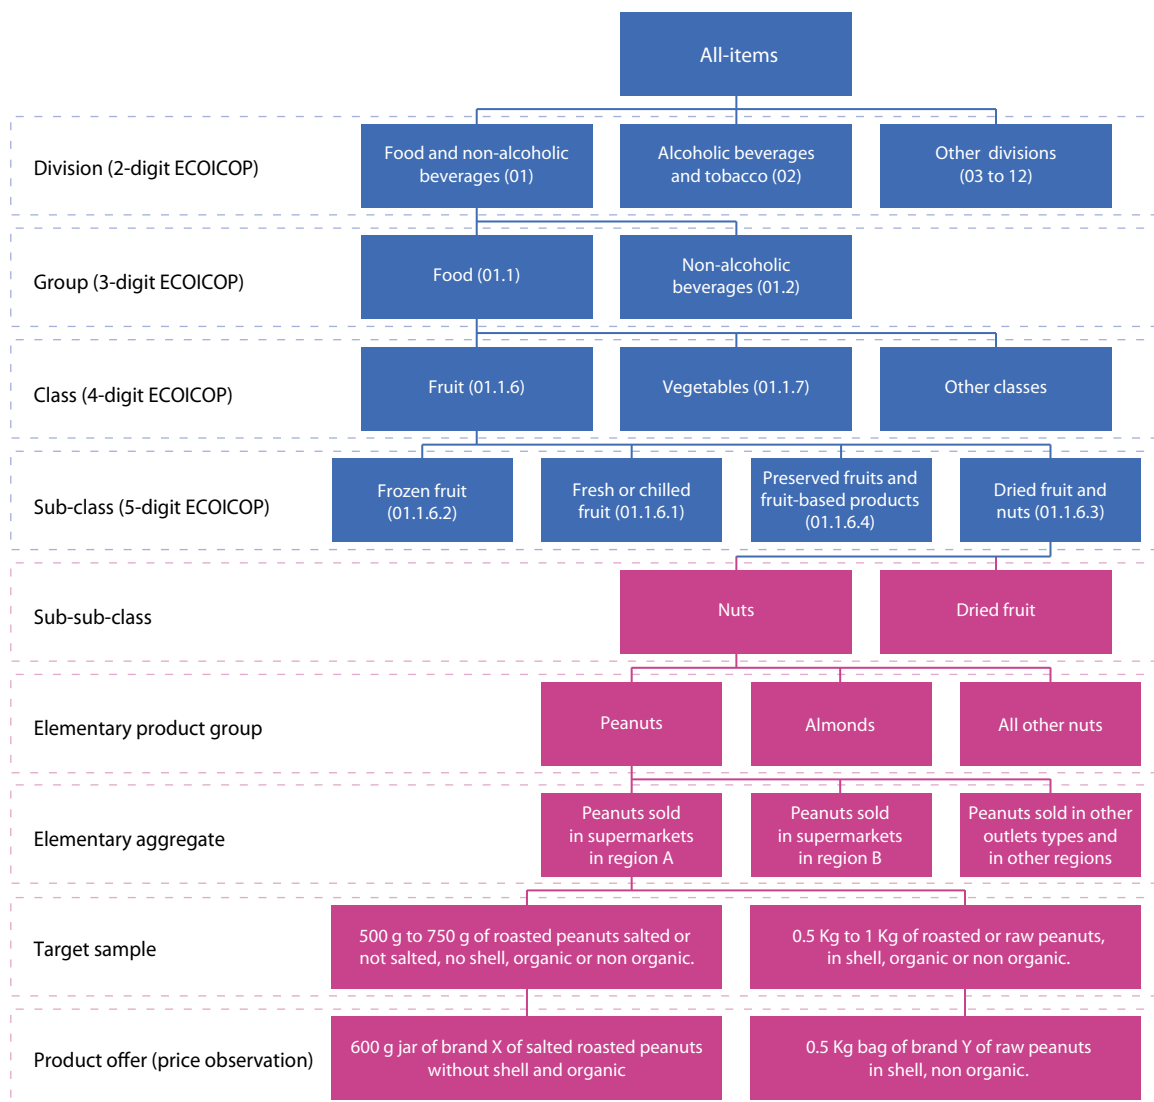 All-items
Division (2-digit ECOICOP)
Food and non-alcoholic
beverages (01)
Alcoholic beverages
and tobacco (02)
Other divisions
(03 to 12)
Group (3-digit ECOICOP)
Food (01.1)
Non-alcoholic
beverages (01.2)
Class (4-digit ECOICOP)
Fruit (01.1.6)
Vegetables (01.1.7)
Other classes
Sub-class (5-digit ECOICOP)
Frozen fruit
(01.1.6.2)
Fresh or chilled
fruit (01.1.6.1)
Preserved fruits and
fruit-based products
(01.1.6.4)
Dried fruit and
nuts (01.1.6.3)
Sub-sub-class
Nuts
Dried fruit
Elementary product group
Peanuts
Almonds
All other nuts
Elementary aggregate
Peanuts sold
in supermarkets
in region A
Peanuts sold
in supermarkets
in region B
Peanuts sold in other
outlets types and
in other regions
Target sample
500 g to 750 g of roasted peanuts salted or
not salted, no shell, organic or non organic.
0.5 Kg to 1 Kg of roasted or raw peanuts,
in shell, organic or non organic.
Product offer (price observation)
600 g jar of brand X of salted roasted peanuts
without shell and organic
0.5 Kg bag of brand Y of raw peanuts
in shell, non organic.